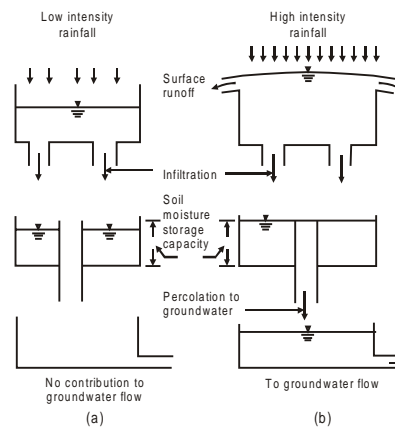 Low intensity
rainfall
High intensity
rainfall
Surface
runoff
Infiltration
Soil
moisture
storage
capacity
Percolation to
groundwater
No contribution to
groundwater flow
To groundwater flow
(a)
(b)